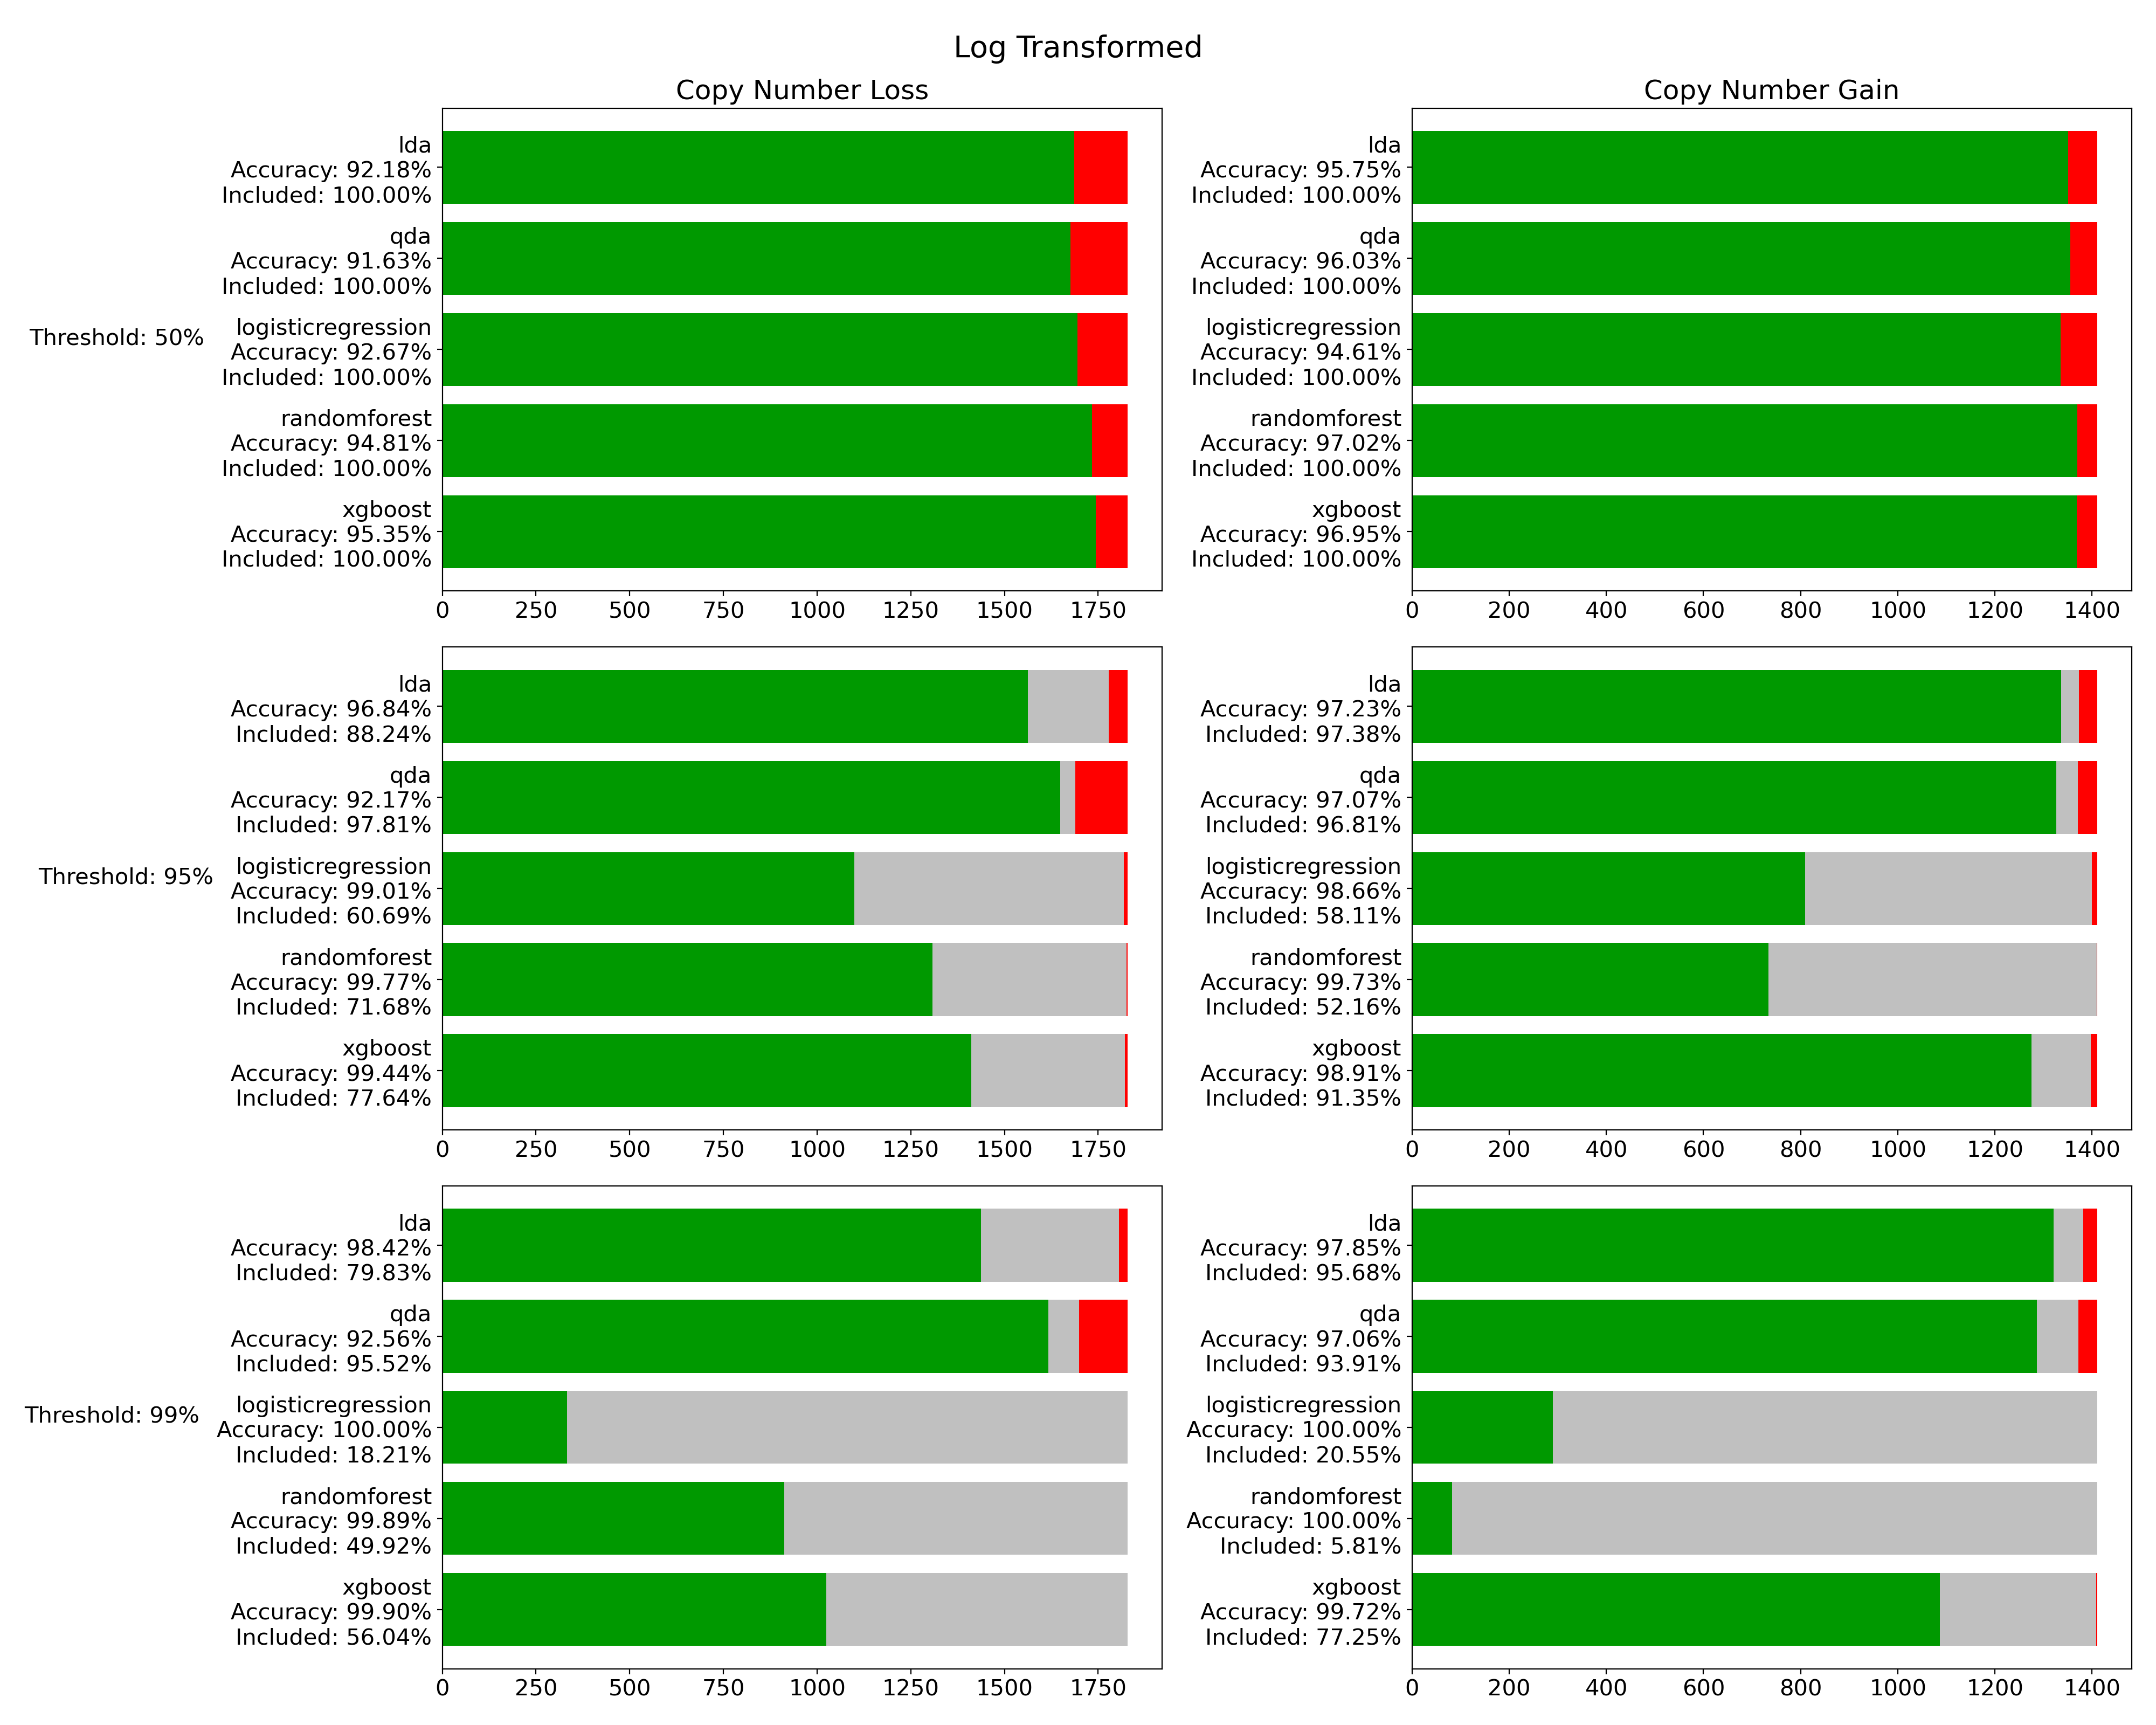 Log Transformed
Copy Number Loss
Copy Number Gain
Threshold: 50%
lda
Accuracy: 92.18%
Included: 100.00%
qda
Accuracy: 91.63%
Included: 100.00%
logisticregression
Accuracy: 92.67%
Included: 100.00%
randomforest
Accuracy: 94.81%
Included: 100.00%
xgboost
Accuracy: 95.35%
Included: 100.00%
0 250 500 750 1000 1250 1500 1750
lda
Accuracy: 95.75%
Included: 100.00%
qda
Accuracy: 96.03%
Included: 100.00%
logisticregression
Accuracy: 94.61%
Included: 100.00%
randomforest
Accuracy: 97.02%
Included: 100.00%
xgboost
Accuracy: 96.95%
Included: 100.00%
0 200 400 600 800 1000 1200 1400
Threshold: 95%
lda
Accuracy: 96.84%
Included: 88.24%
qda
Accuracy: 92.17%
Included: 97.81%
logisticregression
Accuracy: 99.01%
Included: 60.69%
randomforest
Accuracy: 99.77%
Included: 71.68%
xgboost
Accuracy: 99.44%
Included: 77.64%
0 250 500 750 1000 1250 1500 1750
lda
Accuracy: 97.23%
Included: 97.38%
qda
Accuracy: 97.07%
Included: 96.81%
logisticregression
Accuracy: 98.66%
Included: 58.11%
randomforest
Accuracy: 99.73%
Included: 52.16%
xgboost
Accuracy: 98.91%
Included: 91.35%
0 200 400 600 800 1000 1200 1400
Threshold: 99%
lda
Accuracy: 98.42%
Included: 79.83%
qda
Accuracy: 92.56%
Included: 95.52%
logisticregression
Accuracy: 100.00%
Included: 18.21%
randomforest
Accuracy: 99.89%
Included: 49.92%
xgboost
Accuracy: 99.90%
Included: 56.04%
0 250 500 750 1000 1250 1500 1750
lda
Accuracy: 97.85%
Included: 95.68%
qda
Accuracy: 97.06%
Included: 93.91%
logisticregression
Accuracy: 100.00%
Included: 20.55%
randomforest
Accuracy: 100.00%
Included: 5.81%
xgboost
Accuracy: 99.72%
Included: 77.25%
0 200 400 600 800 1000 1200 1400